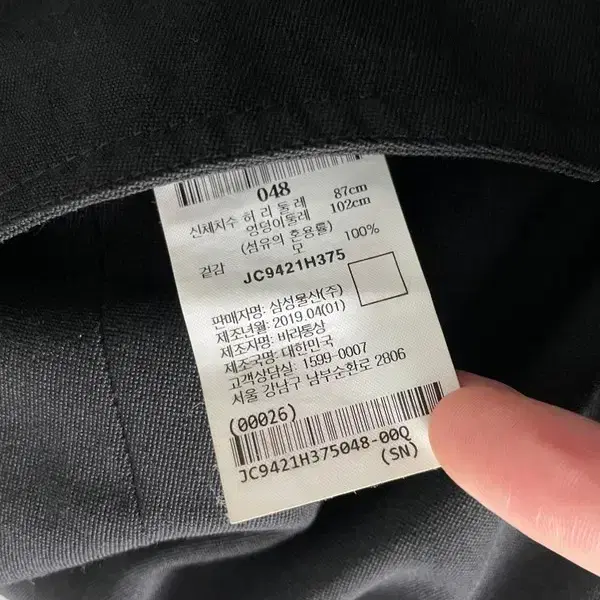 048
신체치수 허 리 둘 레 87cm
엉덩이둘레 102cm
(섬유의 혼용률)
겉감 모 100%
JC9421H375
판매자명: 삼성물산(주)
제조년월: 2019.04(01)
제조자명: 바라통상
제조국명: 대한민국
고객상담실: 1599-0007
서울 강남구 남부순환로 2806
(00026)
JC9421H375048-00Q
(SN)